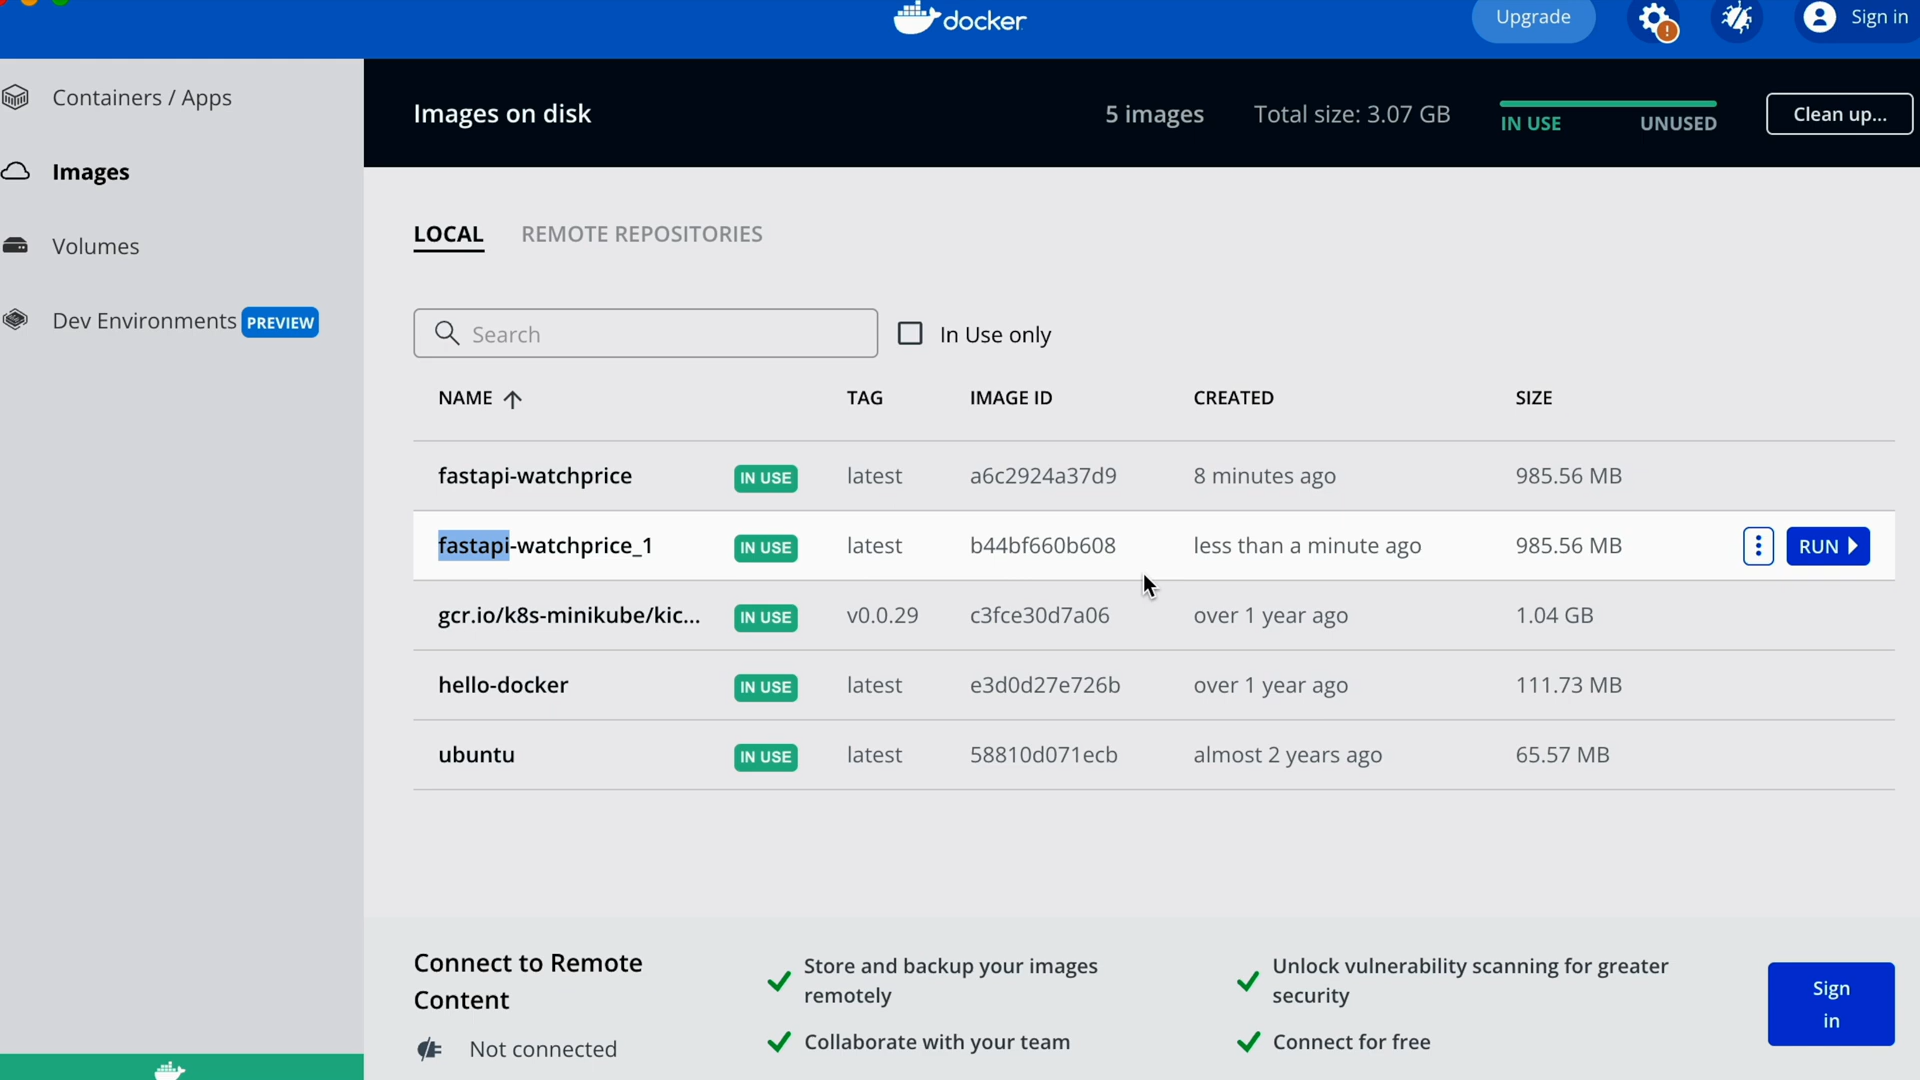 docker
Upgrade
Sign in
Containers / Apps
Images
Volumes
Dev Environments PREVIEW
Images on disk
5 images
Total size: 3.07 GB
IN USE
UNUSED
Clean up...
LOCAL
REMOTE REPOSITORIES
Search
In Use only
NAME TAG IMAGE ID CREATED SIZE
fastapi-watchprice IN USE latest a6c2924a37d9 8 minutes ago 985.56 MB
fastapi-watchprice_1 IN USE latest b44bf660b608 less than a minute ago 985.56 MB RUN
gcr.io/k8s-minikube/kic... IN USE v0.0.29 c3fce30d7a06 over 1 year ago 1.04 GB
hello-docker IN USE latest e3d0d27e726b over 1 year ago 111.73 MB
ubuntu IN USE latest 58810d071ecb almost 2 years ago 65.57 MB
Connect to Remote
Content
Not connected
Store and backup your images
remotely
Collaborate with your team
Unlock vulnerability scanning for greater
security
Connect for free
Sign
in